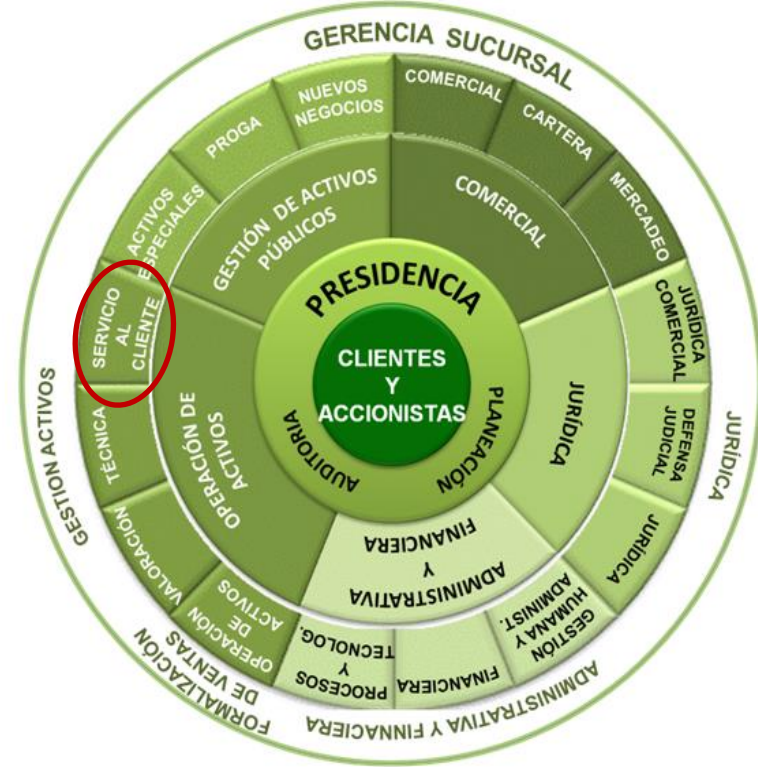 GERENCIA SUCURSAL
NUEVOS
NEGOCIOS
COMERCIAL
CARTERA
MERCADEO
PROGA
ACTIVOS
ESPECIALES
GESTIÓN DE ACTIVOS
PÚBLICOS
COMERCIAL
PRESIDENCIA
CLIENTES
Y
ACCIONISTAS
AUDITORIA
PLANEACIÓN
SERVICIO
AL
CLIENTE
JURÍDICA
COMERCIAL
DEFENSA
JUDICIAL
JURÍDICA
JURÍDICA
JURÍDICA
TÉCNICA
VALORACIÓN
OPERACIÓN DE
ACTIVOS
GESTION ACTIVOS
OPERACIÓN
DE
ACTIVOS
ADMINISTRATIVA
Y
FINANCIERA
PROCESOS
Y
TECNOLOG.
FINANCIERA
GESTIÓN
HUMANA Y
ADMINIST.
FORMALIZACIÓN
DE VENTAS
ADMINISTRATIVA Y FINNACIERA